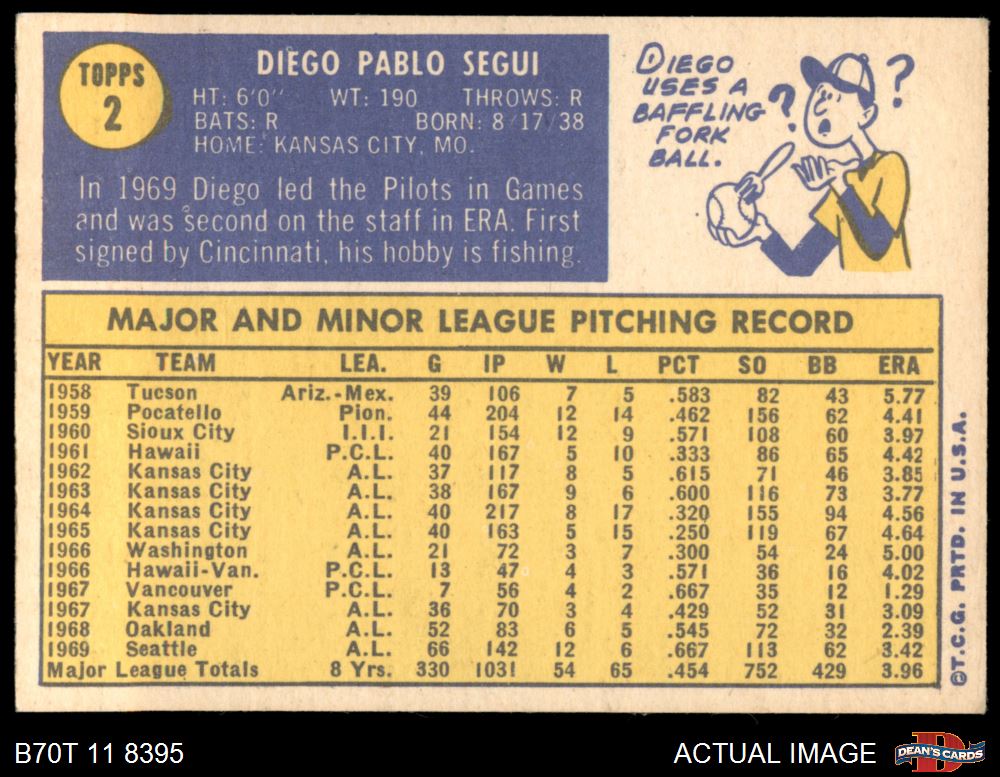 TOPPS
2
DIEGO PABLO SEGUI
HT: 6'0" WT: 190 THROWS: R
BATS: R BORN: 8/17/38
HOME: KANSAS CITY, MO.
In 1969 Diego led the Pilots in Games
and was second on the staff in ERA. First
signed by Cincinnati, his hobby is fishing.
DIEGO
USES A
BAFFLING
FORK
BALL.
? ?
MAJOR AND MINOR LEAGUE PITCHING RECORD
YEAR TEAM LEA. G IP W L PCT SO BB ERA
1958 Tucson Ariz.-Mex. 39 106 7 5 .583 82 43 5.77
1959 Pocatello Pion. 44 204 12 14 .462 156 62 4.41
1960 Sioux City I.I.I. 21 154 12 9 .571 108 60 3.97
1961 Hawaii P.C.L. 40 167 5 10 .333 86 65 4.42
1962 Kansas City A.L. 37 117 8 5 .615 71 46 3.85
1963 Kansas City A.L. 38 167 9 6 .600 116 73 3.77
1964 Kansas City A.L. 40 217 8 17 .320 155 94 4.56
1965 Kansas City A.L. 40 163 5 15 .250 119 67 4.64
1966 Washington A.L. 21 72 3 7 .300 54 24 5.00
1966 Hawaii-Van. P.C.L. 13 47 4 3 .571 36 16 4.02
1967 Vancouver P.C.L. 7 56 4 2 .667 35 12 1.29
1967 Kansas City A.L. 36 70 3 4 .429 52 31 3.09
1968 Oakland A.L. 52 83 6 5 .545 72 32 2.39
1969 Seattle A.L. 66 142 12 6 .667 113 62 3.42
Major League Totals 8 Yrs. 330 1031 54 65 .454 752 429 3.96
©T.C.G. PRTD. IN U.S.A.
B70T 11 8395
ACTUAL IMAGE
D
DEAN'S CARDS